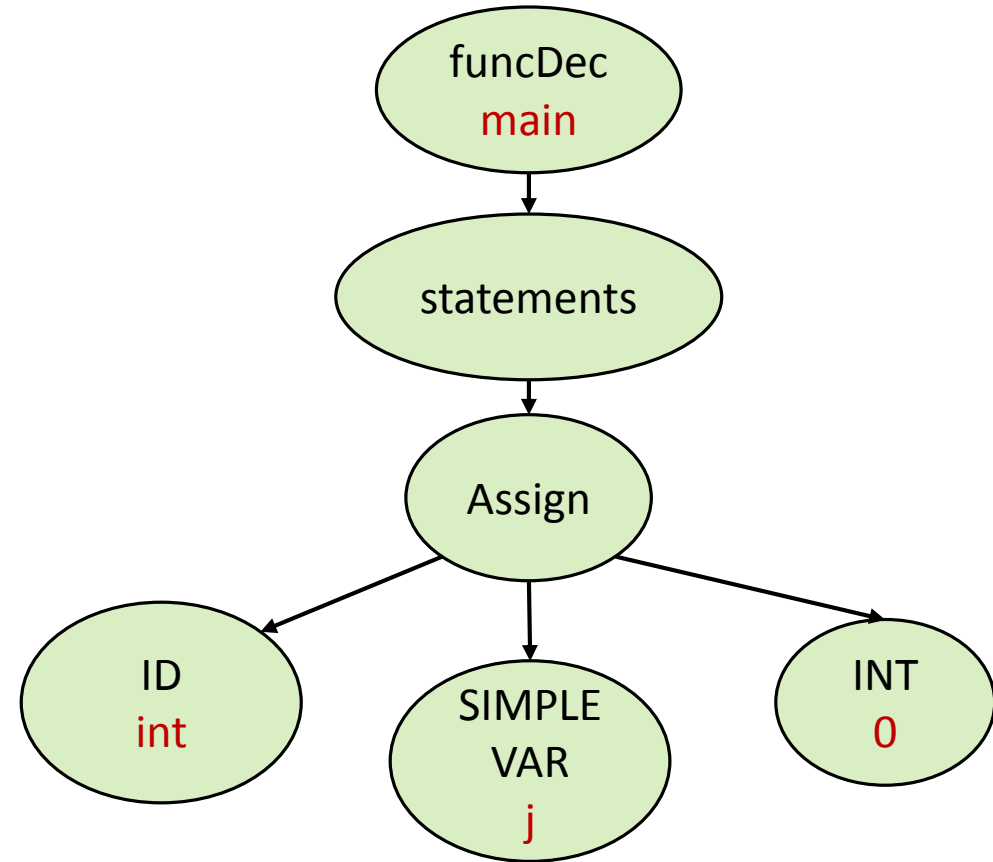 funcDec
main
statements
Assign
ID
int
SIMPLE
VAR
j
INT
0